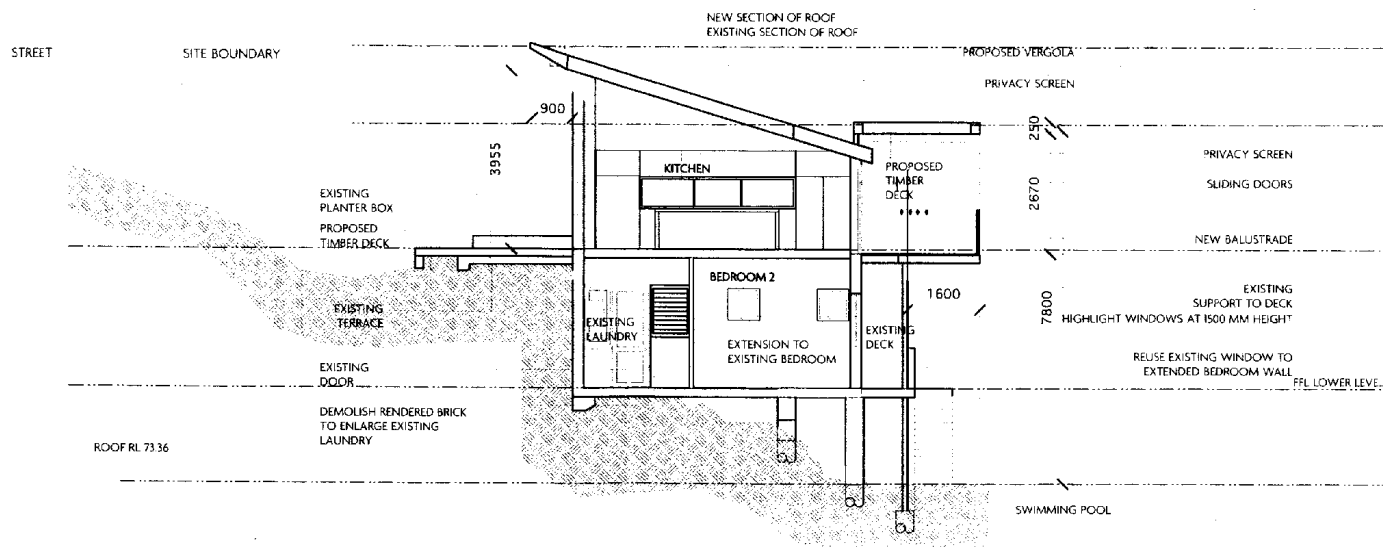 NEW SECTION OF ROOF
EXISTING SECTION OF ROOF
STREET
SITE BOUNDARY
PROPOSED VERGOLA
PRIVACY SCREEN
900
250
3955
KITCHEN
PROPOSED
TIMBER
DECK
2670
PRIVACY SCREEN
SLIDING DOORS
EXISTING
PLANTER BOX
PROPOSED
TIMBER DECK
NEW BALUSTRADE
BEDROOM 2
1600
7800
EXISTING
SUPPORT TO DECK
HIGHLIGHT WINDOWS AT 1500 MM HEIGHT
EXISTING
TERRACE
EXISTING
LAUNDRY
EXTENSION TO
EXISTING BEDROOM
EXISTING
DECK
REUSE EXISTING WINDOW TO
EXTENDED BEDROOM WALL
EXISTING
DOOR
FFL LOWER LEVEL
DEMOLISH RENDERED BRICK
TO ENLARGE EXISTING
LAUNDRY
ROOF RL 73.36
SWIMMING POOL